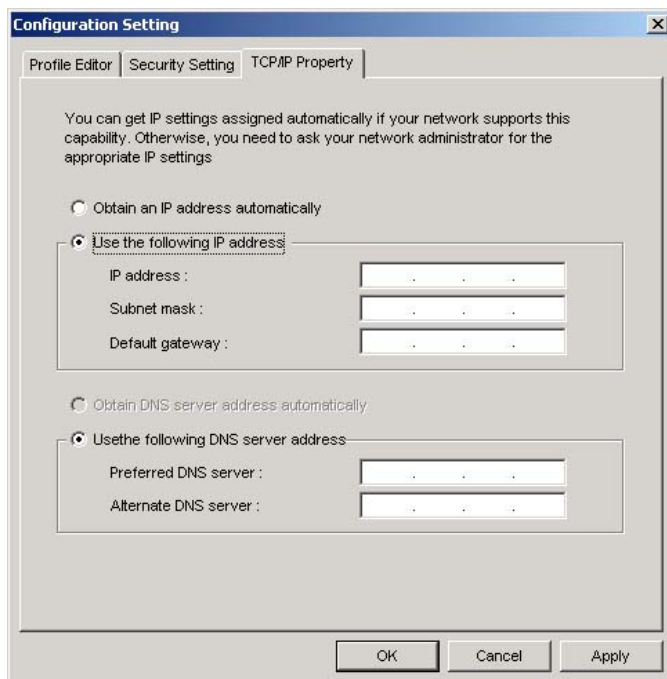 Configuration Setting
Profile Editor
Security Setting
TCP/IP Property
You can get IP settings assigned automatically if your network supports this
capability. Otherwise, you need to ask your network administrator for the
appropriate IP settings
Obtain an IP address automatically
Use the following IP address
IP address :
Subnet mask :
Default gateway :
Obtain DNS server address automatically
Usethe following DNS server address
Preferred DNS server :
Alternate DNS server :
OK
Cancel
Apply